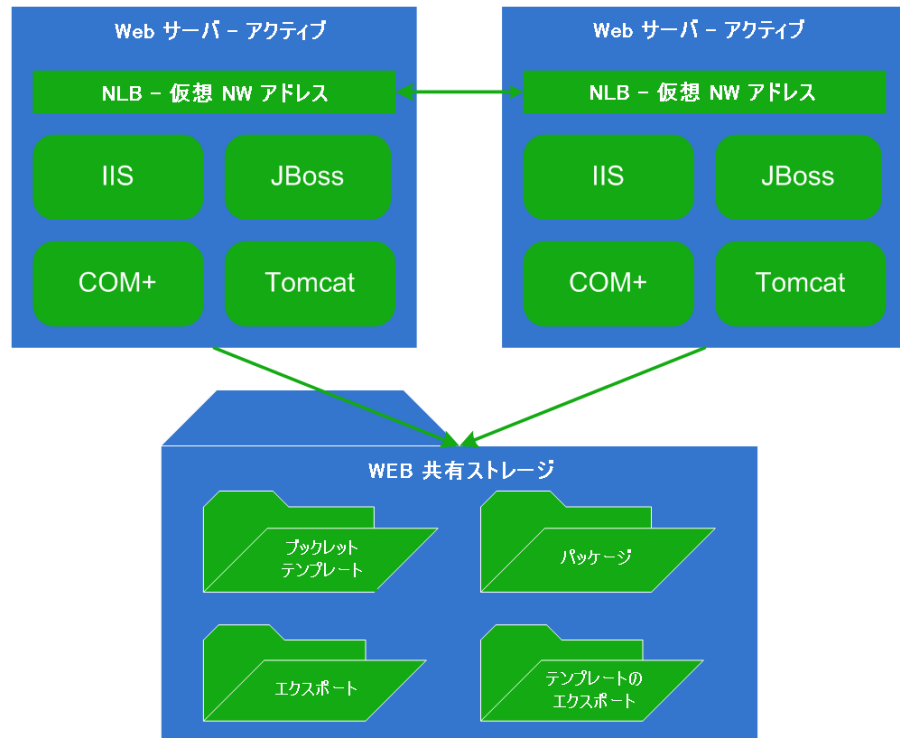 Web サーバ - アクティブ
NLB - 仮想 NW アドレス
IIS
JBoss
COM+
Tomcat
Web サーバ - アクティブ
NLB - 仮想 NW アドレス
IIS
JBoss
COM+
Tomcat
WEB 共有ストレージ
ブックレット
テンプレート
パッケージ
エクスポート
テンプレートの
エクスポート